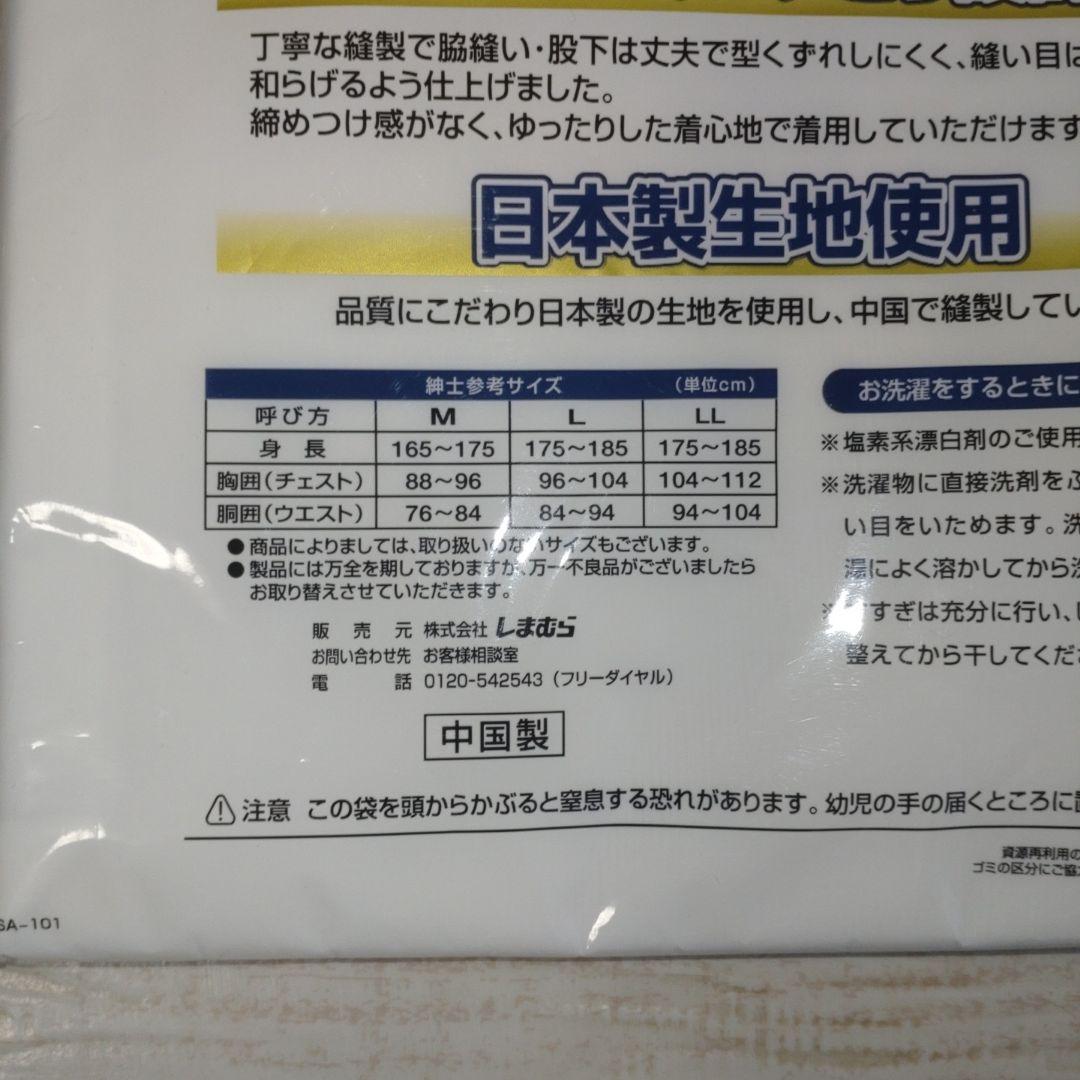 丁寧な縫製で脇縫い・股下は丈夫で型くずれしにくく、縫い目は
和らげるよう仕上げました。
締めつけ感がなく、ゆったりした着心地で着用していただけます
日本製生地使用
品質にこだわり日本製の生地を使用し、中国で縫製してい
紳士参考サイズ （単位cm）
呼び方 M L LL
身長 165～175 175～185 175～185
胸囲（チェスト） 88～96 96～104 104～112
胴囲（ウエスト） 76～84 84～94 94～104
●商品によりましては、取り扱いのないサイズもございます。
●製品には万全を期しておりますが、万一不良品がございましたら
お取り替えさせていただきます。
販売元 株式会社しまむら
お問い合わせ先 お客様相談室
電話 0120-542543（フリーダイヤル）
中国製
お洗濯をするときに
※塩素系漂白剤のご使用
※洗濯物に直接洗剤をふ
い目をいためます。洗
湯によく溶かしてから洗
※すすぎは充分に行い、
整えてから干してくだ
⚠注意 この袋を頭からかぶると窒息する恐れがあります。幼児の手の届くところに
資源再利用の
ゴミの区分にご協
SA-101